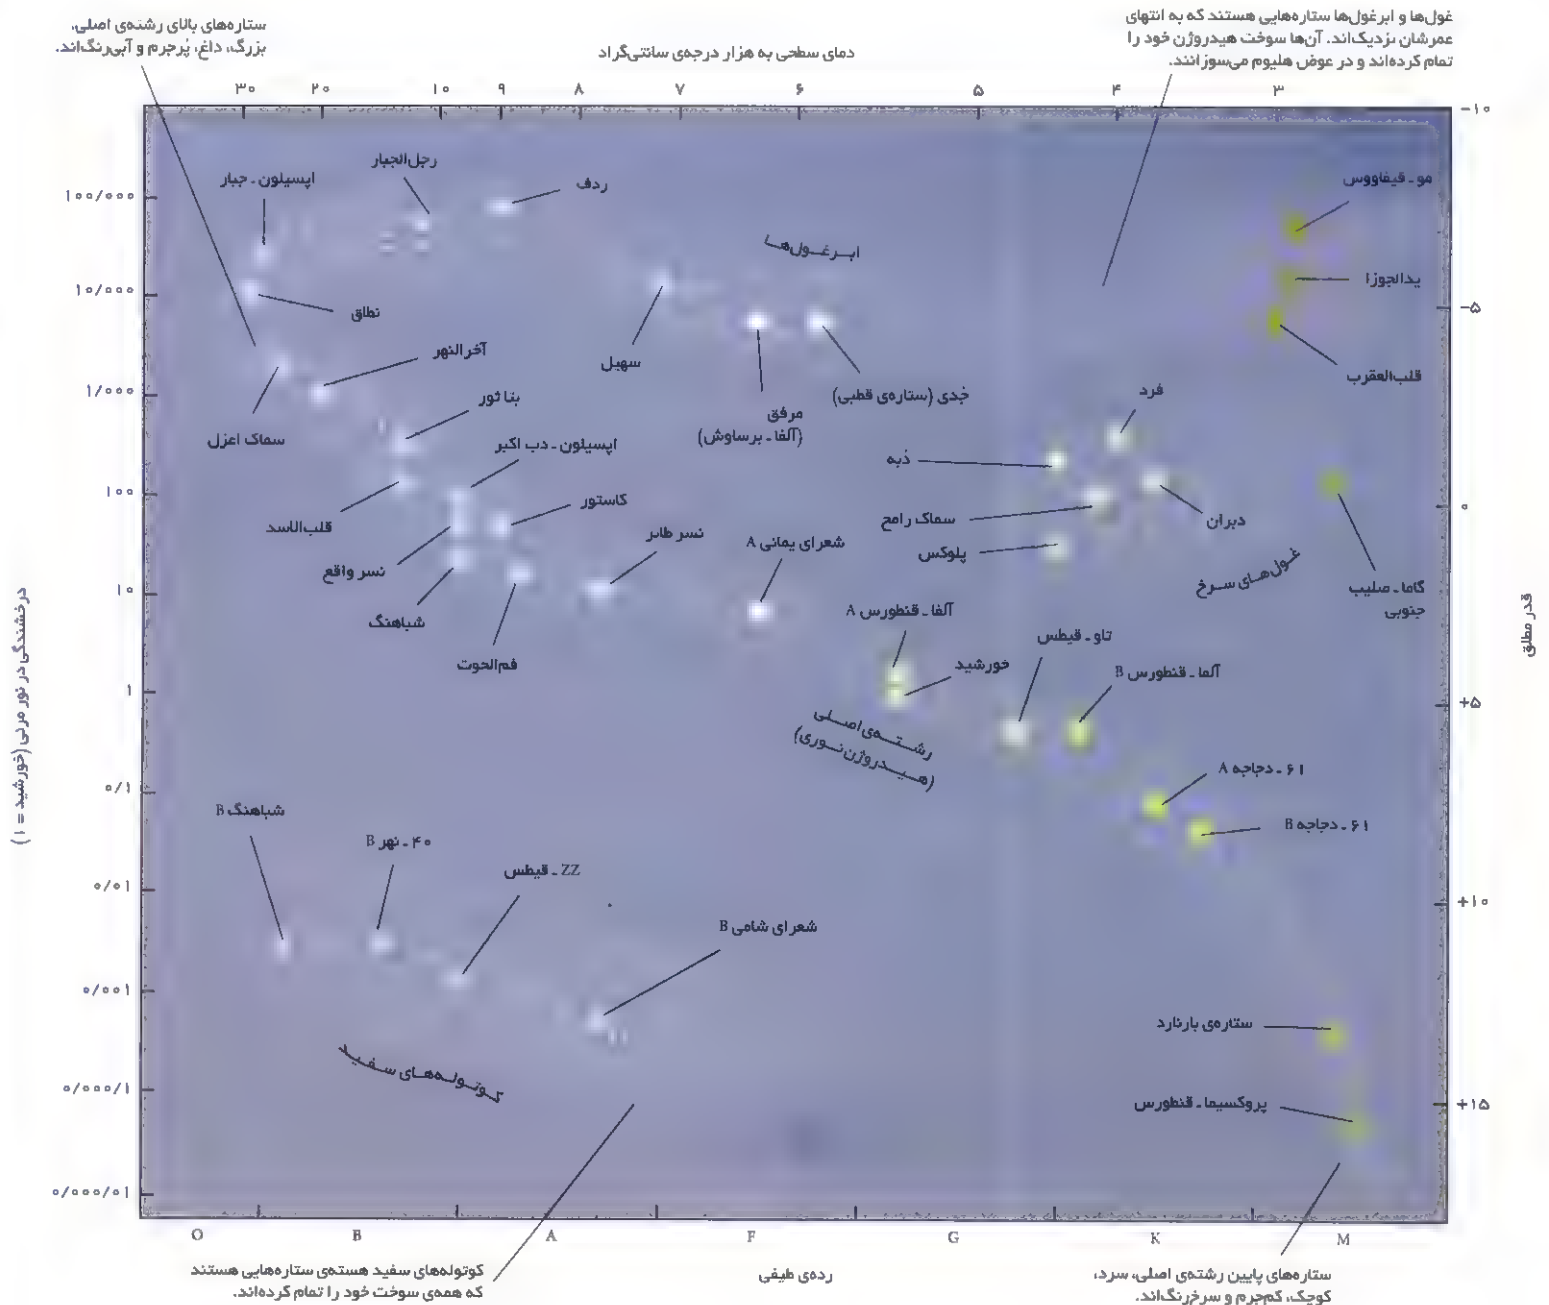 ستاره‌های بالای رشته‌ی اصلی،
بزرگ، داغ، پُرجرم و آبی‌رنگ‌اند.
دمای سطحی به هزار درجه‌ی سانتی‌گراد
غول‌ها و ابرغول‌ها ستاره‌هایی هستند که به انتهای
عمرشان نزدیک‌اند. آن‌ها سوخت هیدروژن خود را
تمام کرده‌اند و در عوض هلیوم می‌سوزانند.
۳۰ ۲۰ ۱۰ ۹ ۸ ۷ ۶ ۵ ۴ ۳
-۱۰
رجل‌الجبار
اپسیلون ـ جبار
ردف
مو ـ قیفاووس
۱۰۰/۰۰۰
ابرغول‌ها
یدالجوزا
۱۰/۰۰۰
نطاق
-۵
آخرالنهر
سهیل
قلب‌العقرب
۱/۰۰۰
بناثور
جُدی (ستاره‌ی قطبی)
فرد
مرفق
(آلفا ـ برساوش)
سماک اعزل
اپسیلون ـ دب اکبر
دُبه
۱۰۰
کاستور
۰
قلب‌الاسد
سماک رامح
دبران
نسر طائر
شعرای یمانی A
پلوکس
نسر واقع
غول‌های سرخ
گاما ـ صلیب
جنوبی
۱۰
شباهنگ
آلفا ـ قنطورس A
تاو ـ قیطس
فم‌الحوت
خورشید
آلفا ـ قنطورس B
۱
+۵
رشته‌ی اصلی
(هیدروژن‌نوری)
۶۱ ـ دجاجه A
۰/۱
شباهنگ B
۶۱ ـ دجاجه B
۴۰ ـ نهر B
ZZ ـ قیطس
۰/۰۱
+۱۰
شعرای شامی B
۰/۰۰۱
ستاره‌ی بارنارد
کوتوله‌های سفید
۰/۰۰۰/۱
پروکسیما ـ قنطورس
+۱۵
۰/۰۰۰/۰۱
درخشندگی در نور مرئی (خورشید = ۱)
قدر مطلق
O B A F G K M
رده‌ی طیفی
کوتوله‌های سفید هسته‌ی ستاره‌هایی هستند
که همه‌ی سوخت خود را تمام کرده‌اند.
ستاره‌های پایین رشته‌ی اصلی، سرد،
کوچک، کم‌جرم و سرخ‌رنگ‌اند.